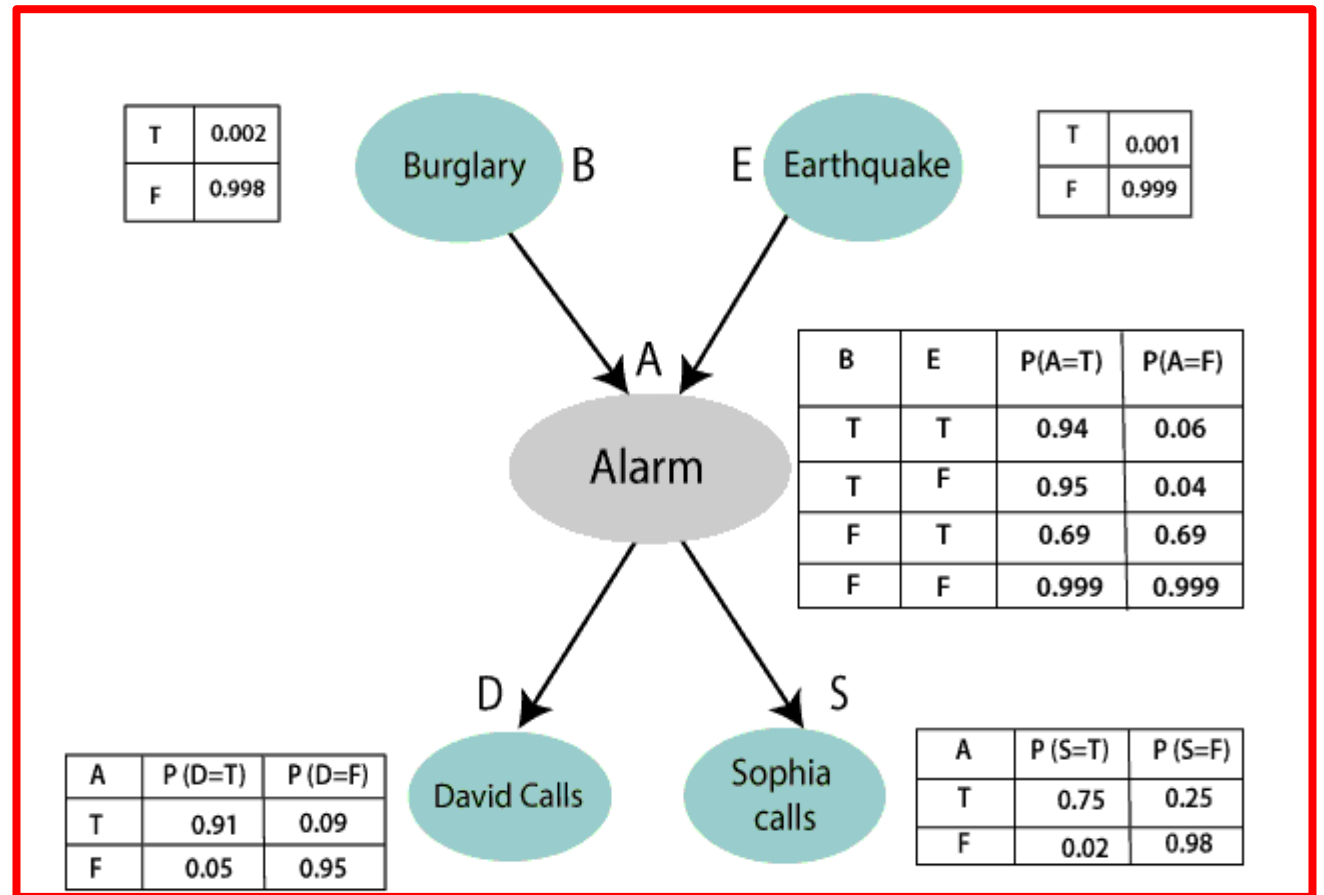 T 0.002
F 0.998
Burglary
B
E
Earthquake
T 0.001
F 0.999
A
Alarm
B E P(A=T) P(A=F)
T T 0.94 0.06
T F 0.95 0.04
F T 0.69 0.69
F F 0.999 0.999
D
S
A P (D=T) P (D=F)
T 0.91 0.09
F 0.05 0.95
David Calls
Sophia
calls
A P (S=T) P (S=F)
T 0.75 0.25
F 0.02 0.98